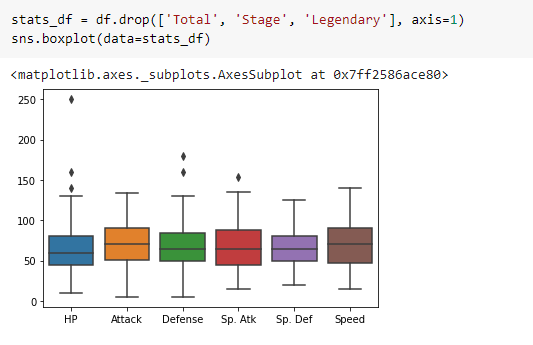 stats_df = df.drop(['Total', 'Stage', 'Legendary'], axis=1)
sns.boxplot(data=stats_df)
<matplotlib.axes._subplots.AxesSubplot at 0x7ff2586ace80>
250
200
150
100
50
0
HP Attack Defense Sp. Atk Sp. Def Speed